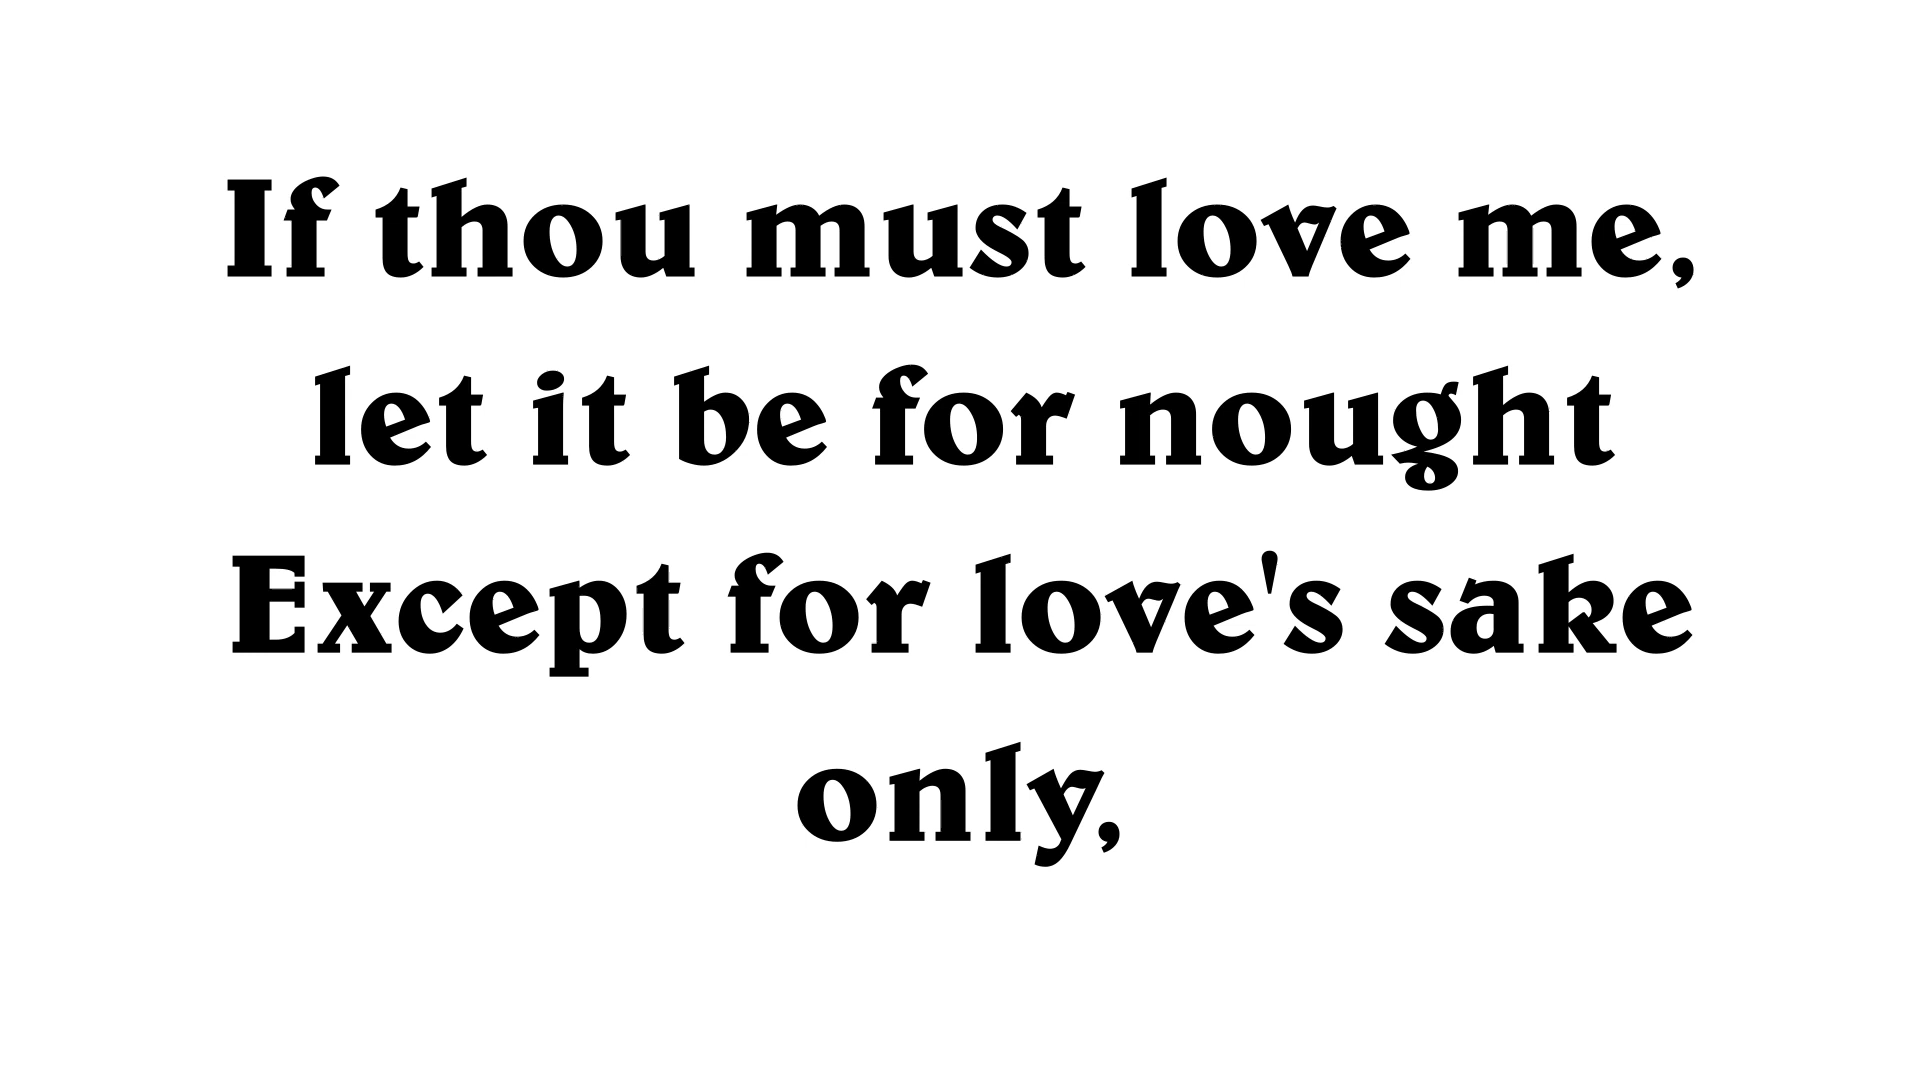 If thou must love me,
let it be for nought
Except for love's sake
only,